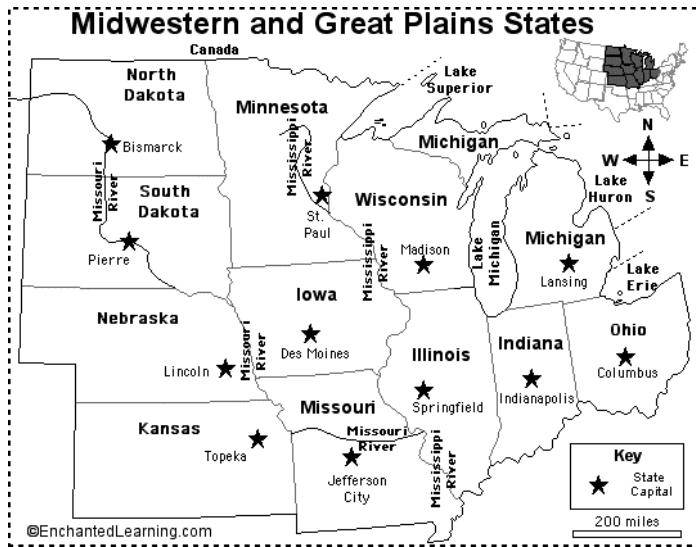 Midwestern and Great Plains States
Canada
North
Dakota
Minnesota
Lake
Superior
Michigan
N
W E
S
Bismarck
Missouri
River
Mississippi
River
South
Dakota
Wisconsin
Lake
Huron
St.
Paul
Pierre
Mississippi
River
Madison
Lake
Michigan
Michigan
Lansing
Lake
Erie
Nebraska
Iowa
Missouri
River
Lincoln
Des Moines
Illinois
Springfield
Indiana
Indianapolis
Ohio
Columbus
Kansas
Topeka
Missouri
Missouri
River
Jefferson
City
Mississippi
River
Key
State
Capital
200 miles
©EnchantedLearning.com